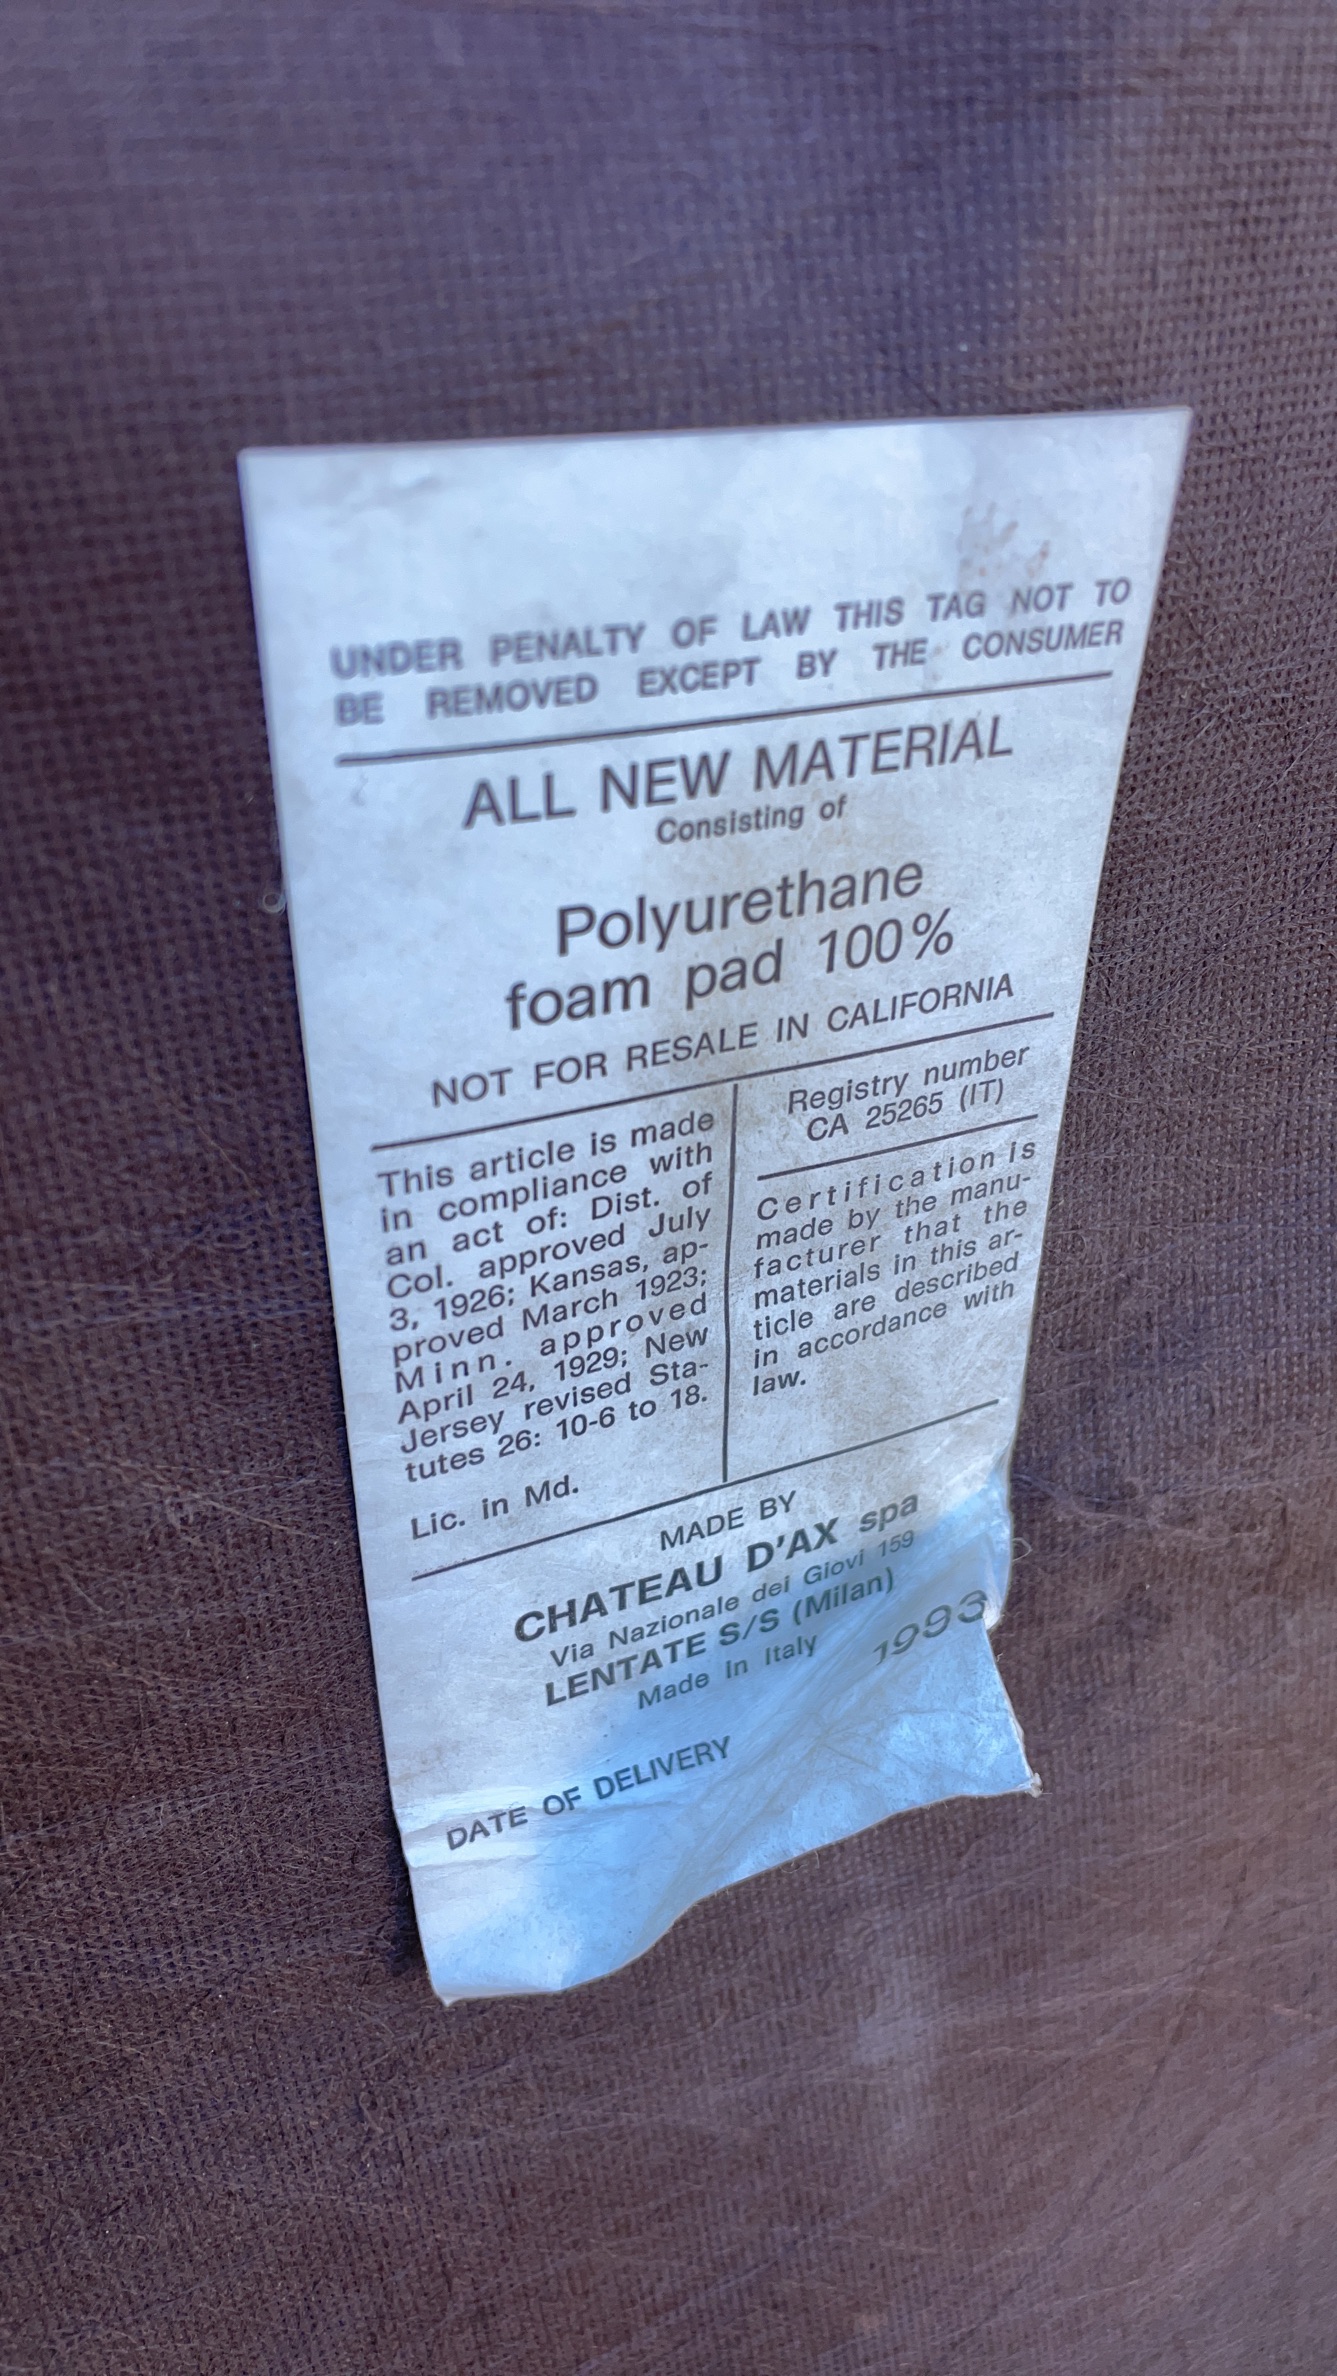 UNDER PENALTY OF LAW THIS TAG NOT TO
BE REMOVED EXCEPT BY THE CONSUMER
ALL NEW MATERIAL
Consisting of
Polyurethane
foam pad 100%
NOT FOR RESALE IN CALIFORNIA
This article is made
in compliance with
an act of: Dist. of
Col. approved July
3, 1926; Kansas, ap-
proved March 1923;
Minn. approved
April 24, 1929; New
Jersey revised Sta-
tutes 26: 10-6 to 18.
Lic. in Md.
Registry number
CA 25265 (IT)
Certification is
made by the manu-
facturer that the
materials in this ar-
ticle are described
in accordance with
law.
MADE BY
CHATEAU D'AX spa
Via Nazionale dei Giovi 159
LENTATE S/S (Milan)
Made in Italy
1993
DATE OF DELIVERY